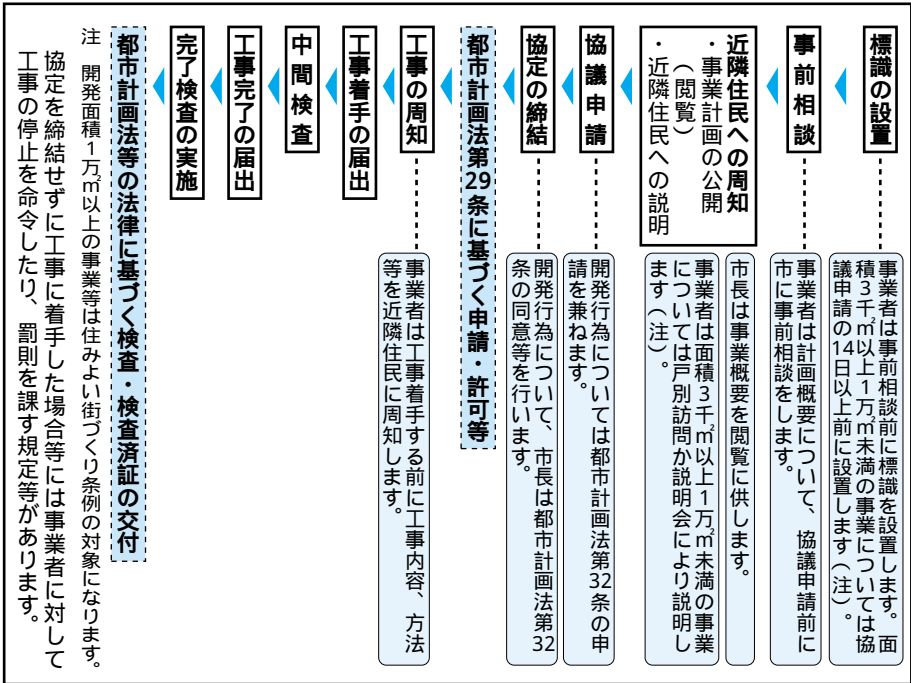 標識の設置
事業者は事前相談前に標識を設置します。面
積3千㎡以上1万㎡未満の事業については協
議申請の14日以上前に設置します(注)。
事前相談
事業者は計画概要について、協議申請前に
市に事前相談をします。
近隣住民への周知
・事業計画の公開
(閲覧)
・近隣住民への説明
市長は事業概要を閲覧に供します。
事業者は面積3千㎡以上1万㎡未満の事業
については戸別訪問か説明会により説明し
ます(注)。
協議申請
開発行為については都市計画法第32条の申
請を兼ねます。
協定の締結
開発行為について、市長は都市計画法第32
条の同意等を行います。
都市計画法第29条に基づく申請・許可等
工事の周知
事業者は工事着手する前に工事内容、方法
等を近隣住民に周知します。
工事着手の届出
中間検査
工事完了の届出
完了検査の実施
都市計画法等の法律に基づく検査・検査済証の交付
注 開発面積1万㎡以上の事業等は住みよい街づくり条例の対象になります。
協定を締結せずに工事に着手した場合等には事業者に対して
工事の停止を命令したり、罰則を課す規定等があります。